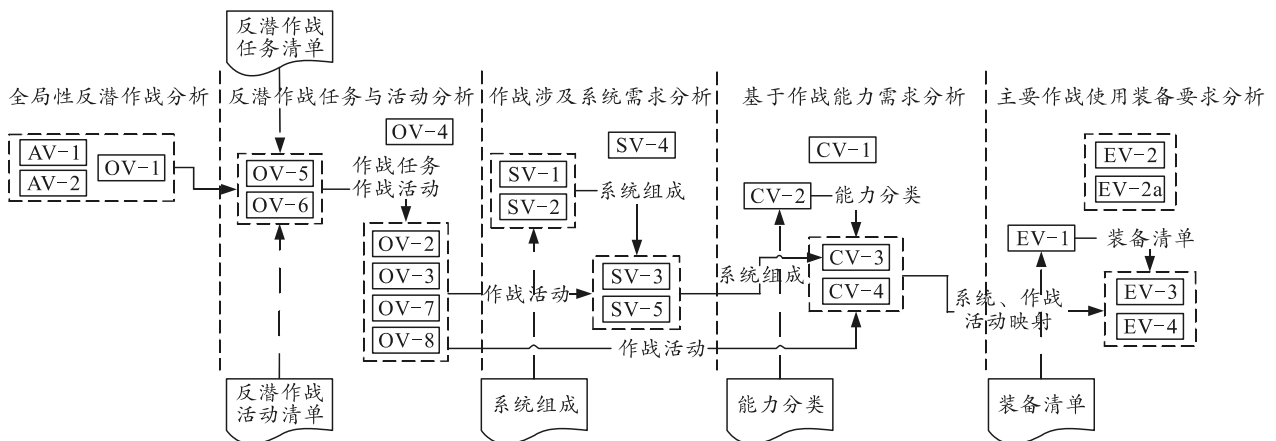 反潜作战
任务清单
全局性反潜作战分析
反潜作战任务与活动分析
作战涉及系统需求分析
基于作战能力需求分析
主要作战使用装备要求分析
AV-1
AV-2
OV-1
OV-4
OV-5
OV-6
作战任务
作战活动
OV-2
OV-3
OV-7
OV-8
反潜作战
活动清单
SV-4
SV-1
SV-2
系统组成
作战活动
SV-3
SV-5
作战活动
系统组成
CV-1
CV-2
能力分类
系统组成
CV-3
CV-4
能力分类
EV-2
EV-2a
EV-1
装备清单
系统、作战
活动映射
EV-3
EV-4
装备清单